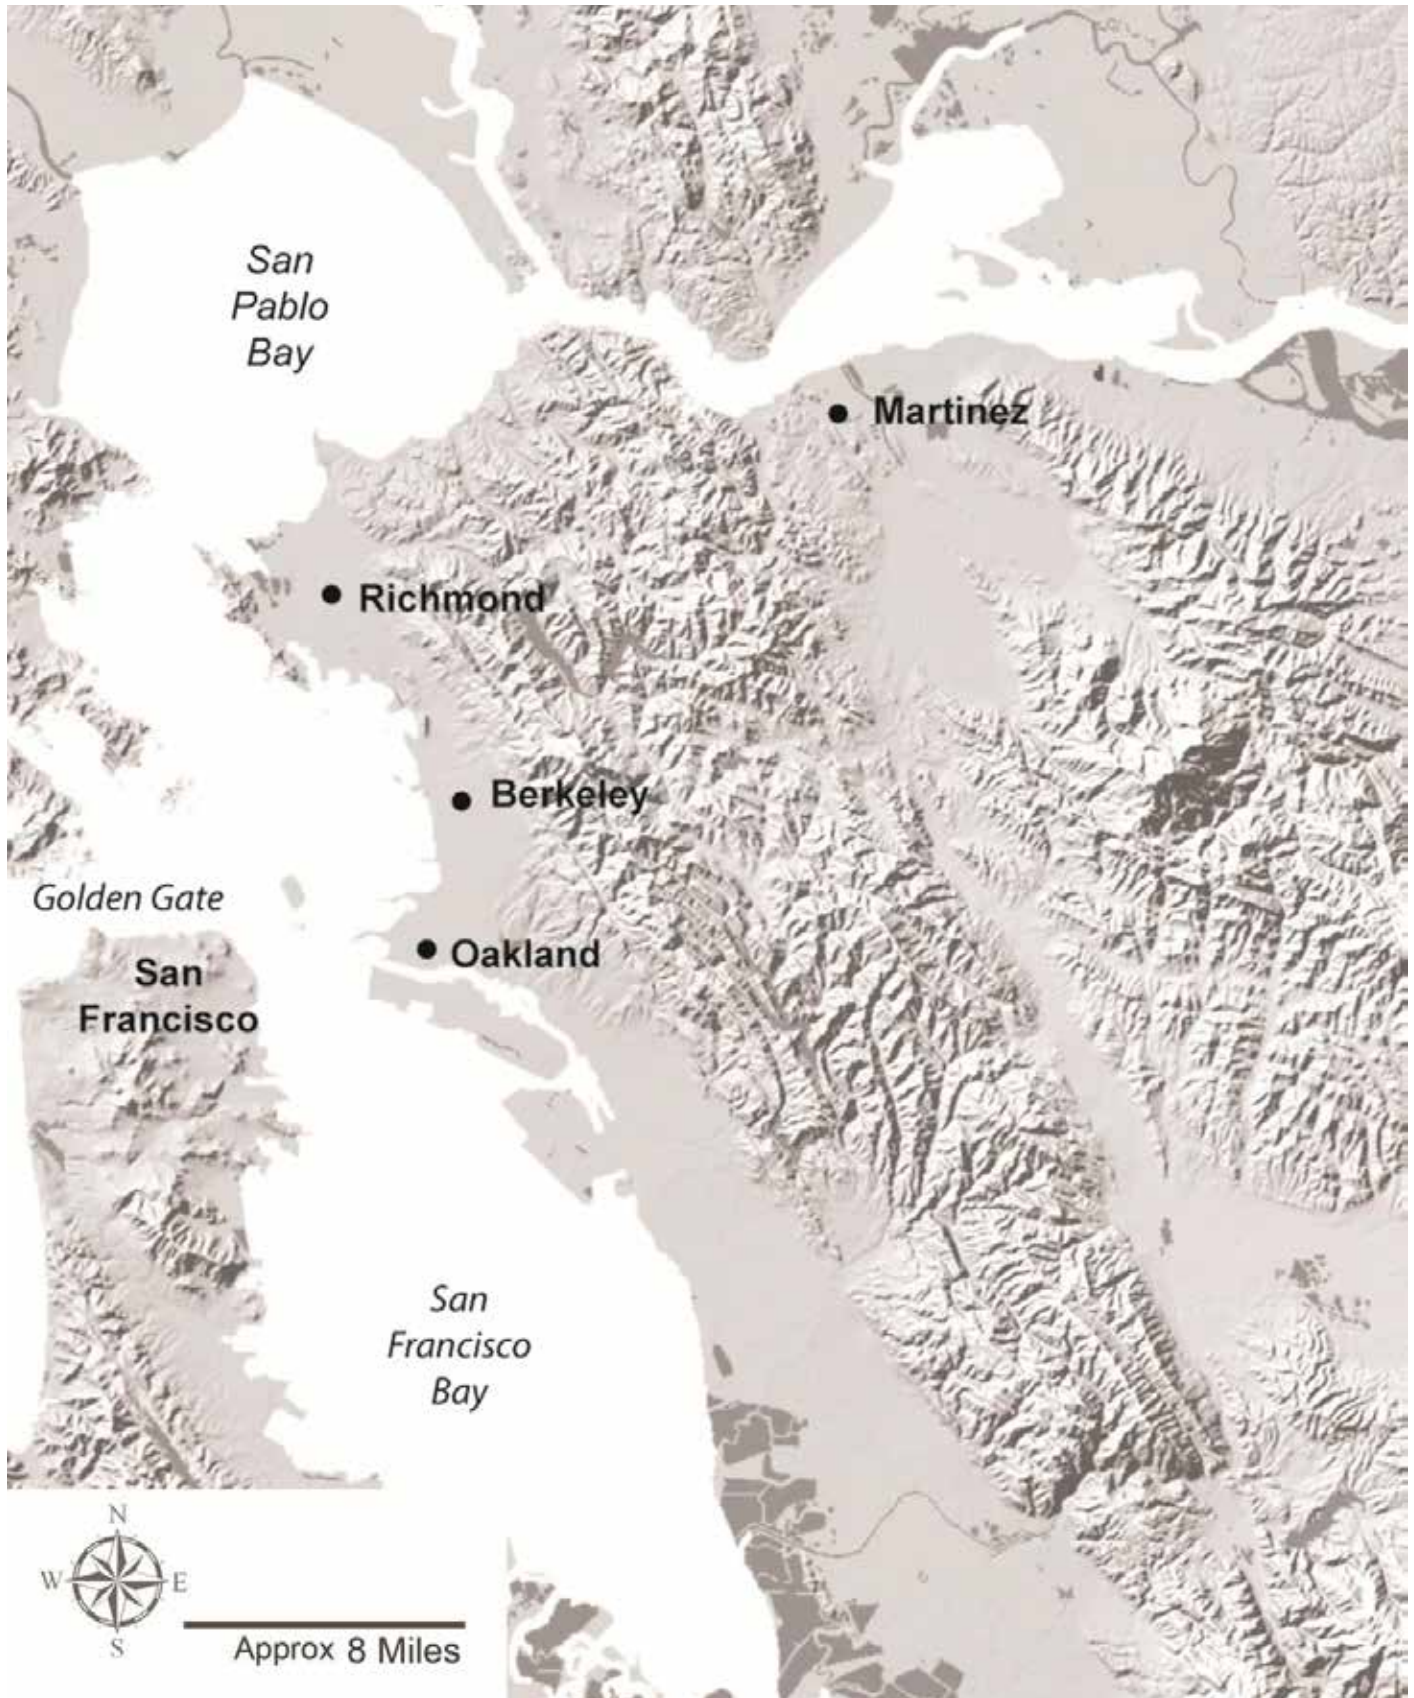 San
Pablo
Bay
Martinez
Richmond
Berkeley
Golden Gate
Oakland
San
Francisco
San
Francisco
Bay
N
W E
S
Approx 8 Miles